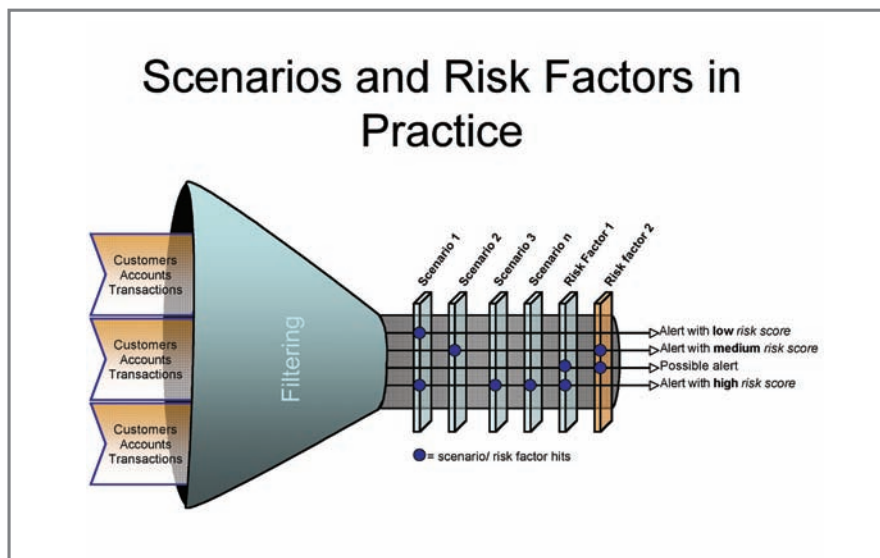 Scenarios and Risk Factors in
Practice
Customers
Accounts
Transactions
Customers
Accounts
Transactions
Customers
Accounts
Transactions
Filtering
Scenario 1
Scenario 2
Scenario 3
Scenario n
Risk Factor 1
Risk factor 2
Alert with low risk score
Alert with medium risk score
Possible alert
Alert with high risk score
= scenario/ risk factor hits